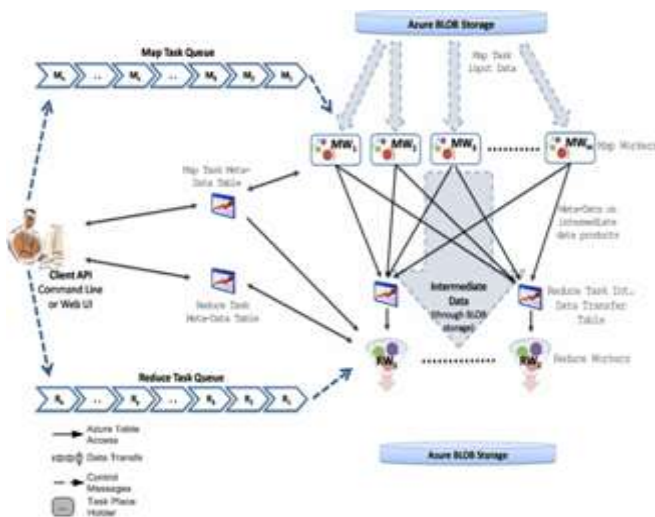 Azure BLOB Storage
Map Task Queue
Map Task
Input Data
.. .. 
MW1 MW2 MW3 MWm
Map Workers
Map Task Meta-
Data Table
Meta-Data on
intermediate
data products
Client API
Command Line
or Web UI
Reduce Task
Meta-Data Table
Intermediate
Data
(through BLOB
storage)
Reduce Task Int..
Data Transfer
Table
Reduce Workers
Reduce Task Queue
Azure Table
Access
Data Transfe
Control
Messages
Task Place
Holder
Azure BLOB Storage